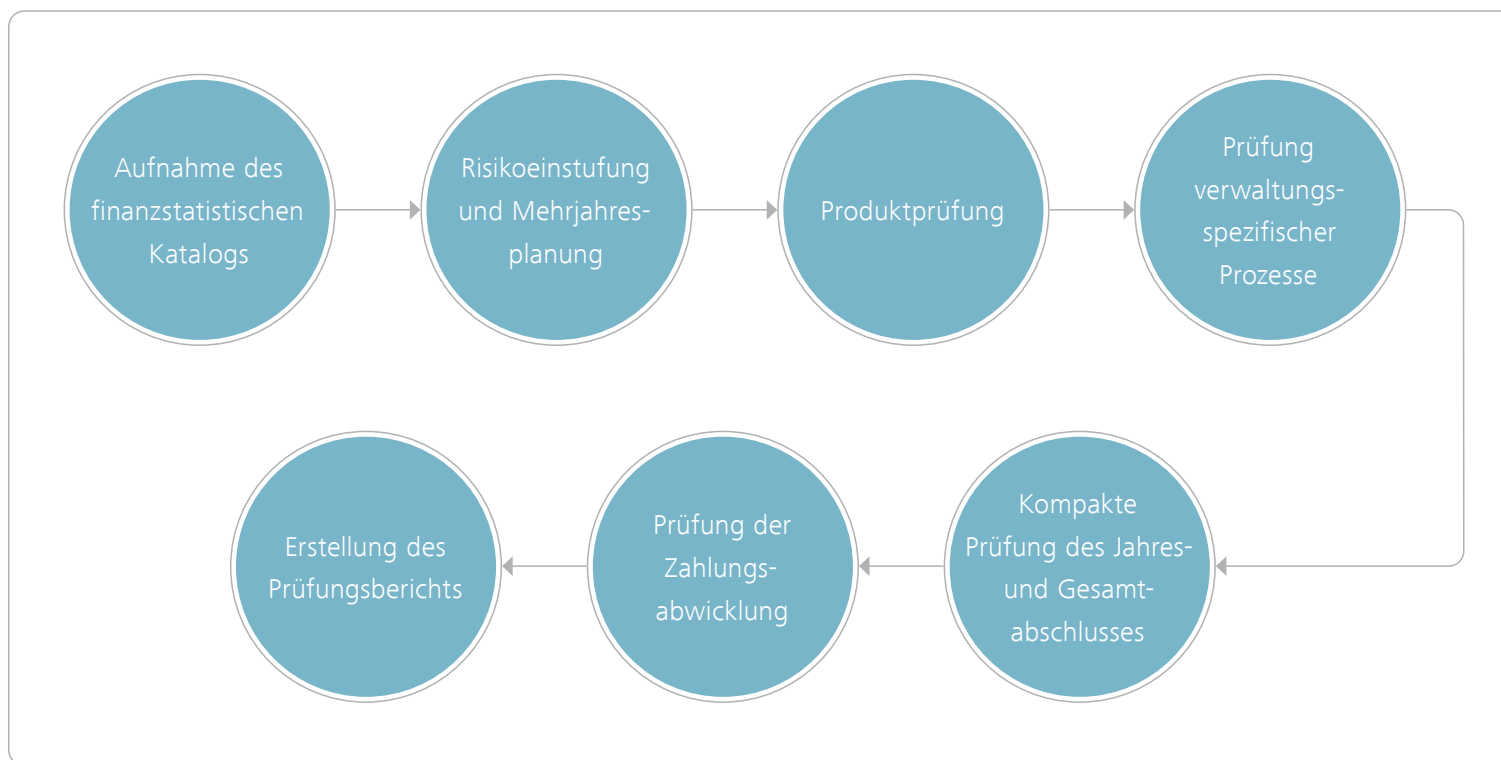 Aufnahme des
finanzstatistischen
Katalogs
Risikoeinstufung
und Mehrjahres-
planung
Produktprüfung
Prüfung
verwaltungs-
spezifischer
Prozesse
Kompakte
Prüfung des Jahres-
und Gesamt-
abschlusses
Prüfung der
Zahlungs-
abwicklung
Erstellung des
Prüfungsberichts